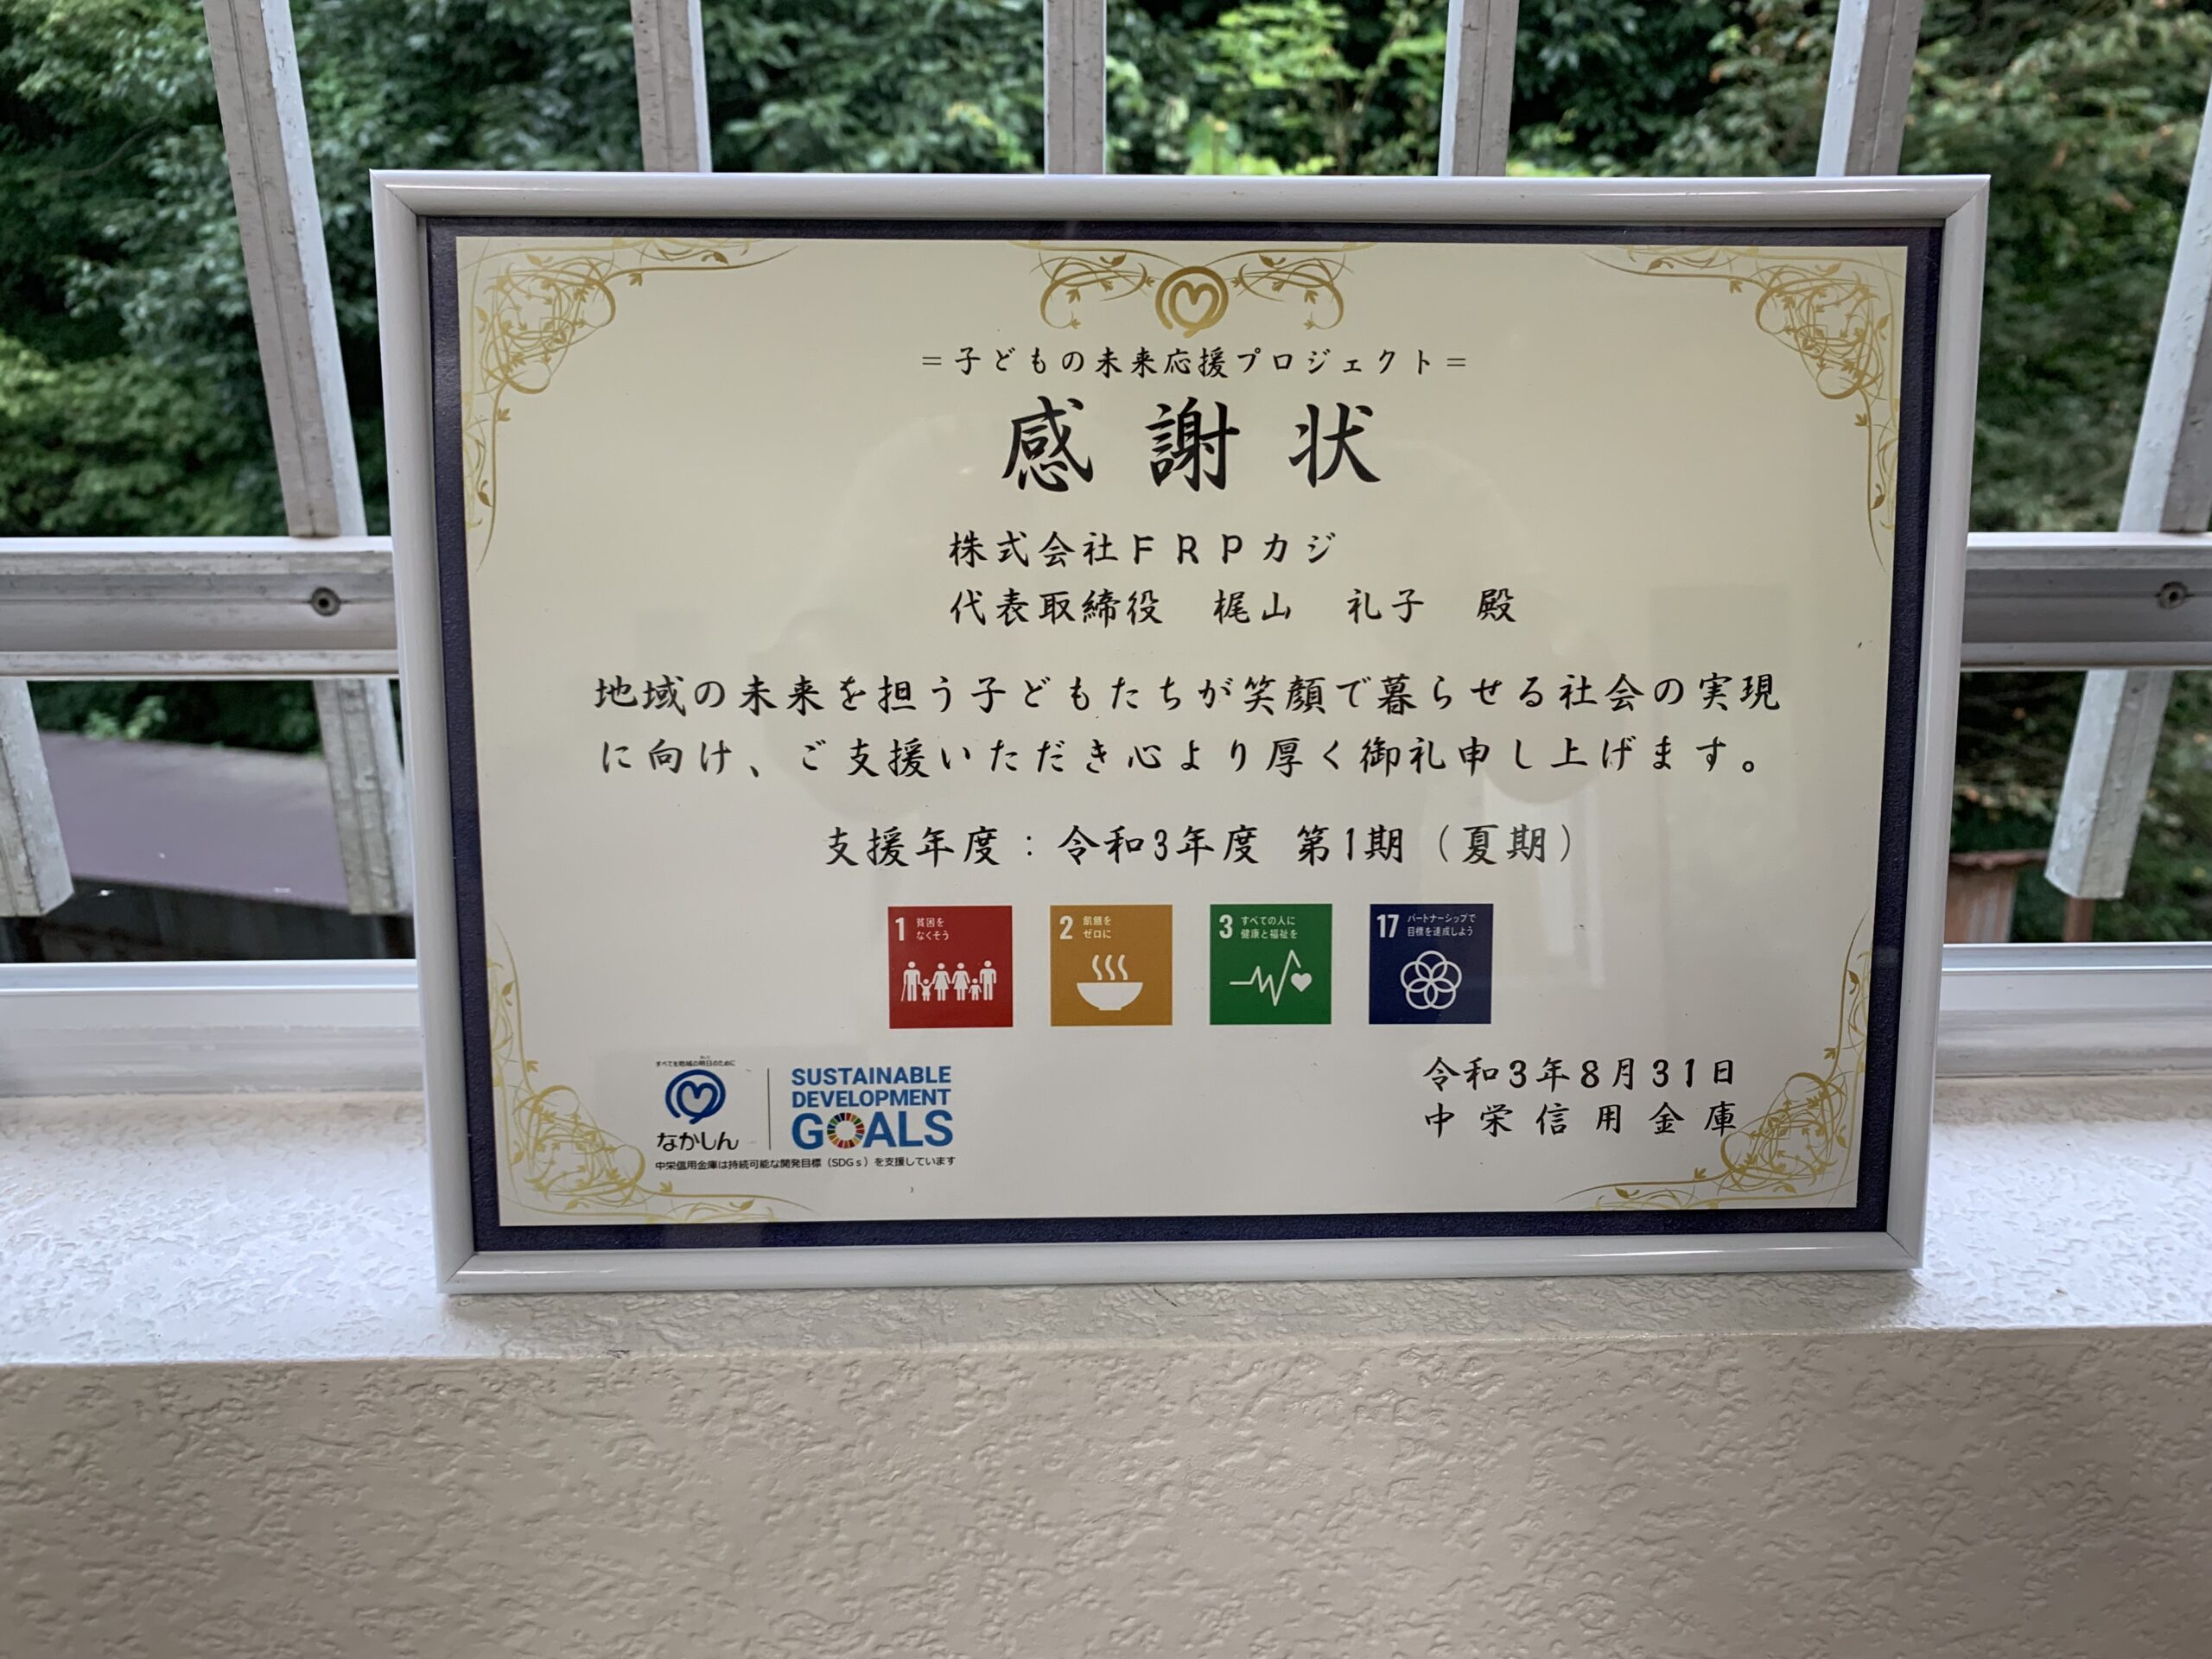 ＝子どもの未来応援プロジェクト＝
感謝状
株式会社ＦＲＰカジ
代表取締役　梶山　礼子　殿
地域の未来を担う子どもたちが笑顔で暮らせる社会の実現
に向け、ご支援いただき心より厚く御礼申し上げます。
支援年度：令和3年度 第1期（夏期）
1 貧困を
なくそう
2 飢餓を
ゼロに
3 すべての人に
健康と福祉を
17 パートナーシップで
目標を達成しよう
すべてを地域の明日のために
なかしん
SUSTAINABLE
DEVELOPMENT
GOALS
中栄信用金庫は持続可能な開発目標（SDGｓ）を支援しています
令和3年8月31日
中栄信用金庫